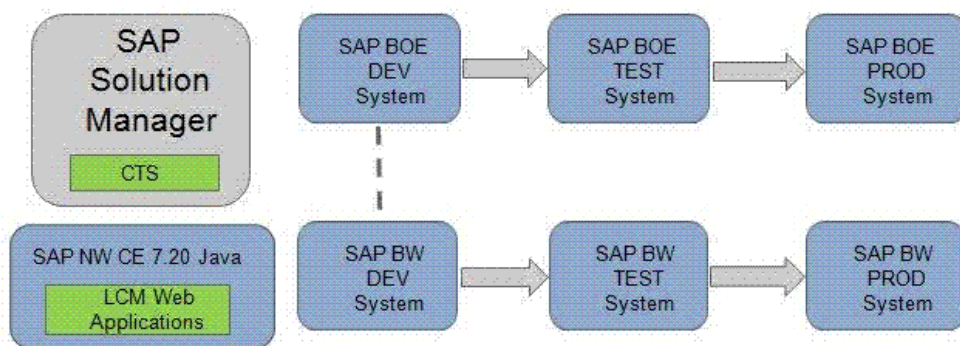 SAP
Solution
Manager
CTS
SAP NW CE 7.20 Java
LCM Web
Applications
SAP BOE
DEV
System
SAP BOE
TEST
System
SAP BOE
PROD
System
SAP BW
DEV
System
SAP BW
TEST
System
SAP BW
PROD
System